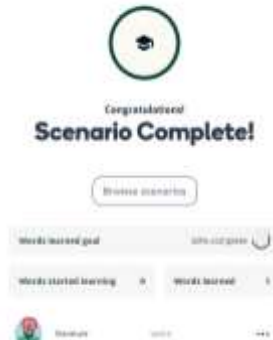 Congratulations!
Scenario Complete!
Browse scenarios
Words learned goal
Words started learning
Words learned